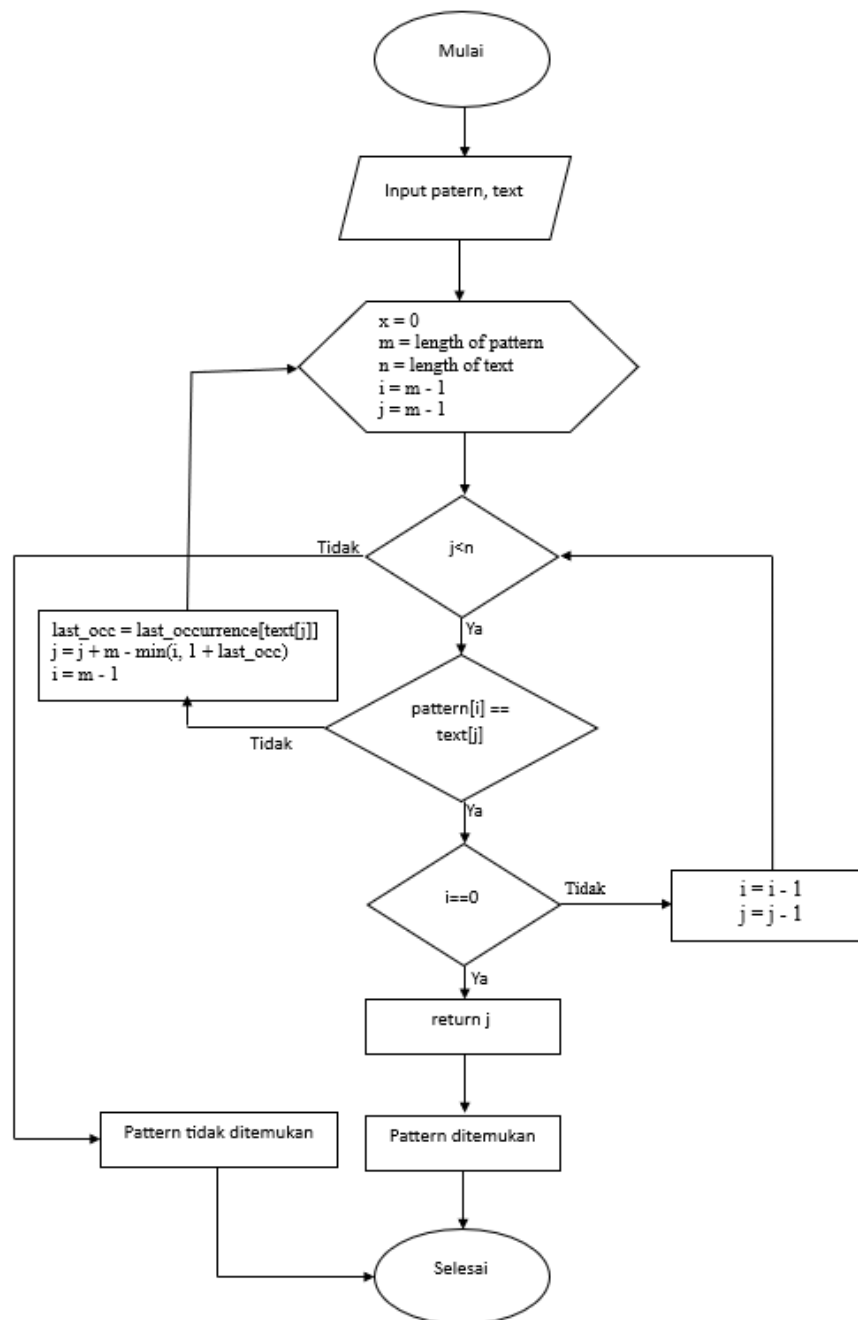 Mulai
Input patern, text
x = 0
m = length of pattern
n = length of text
i = m - 1
j = m - 1
Tidak
j<n
Ya
last_occ = last_occurrence[text[j]]
j = j + m - min(i, 1 + last_occ)
i = m - 1
pattern[i] ==
text[j]
Tidak
Ya
i==0
Tidak
i = i - 1
j = j - 1
Ya
return j
Pattern tidak ditemukan
Pattern ditemukan
Selesai